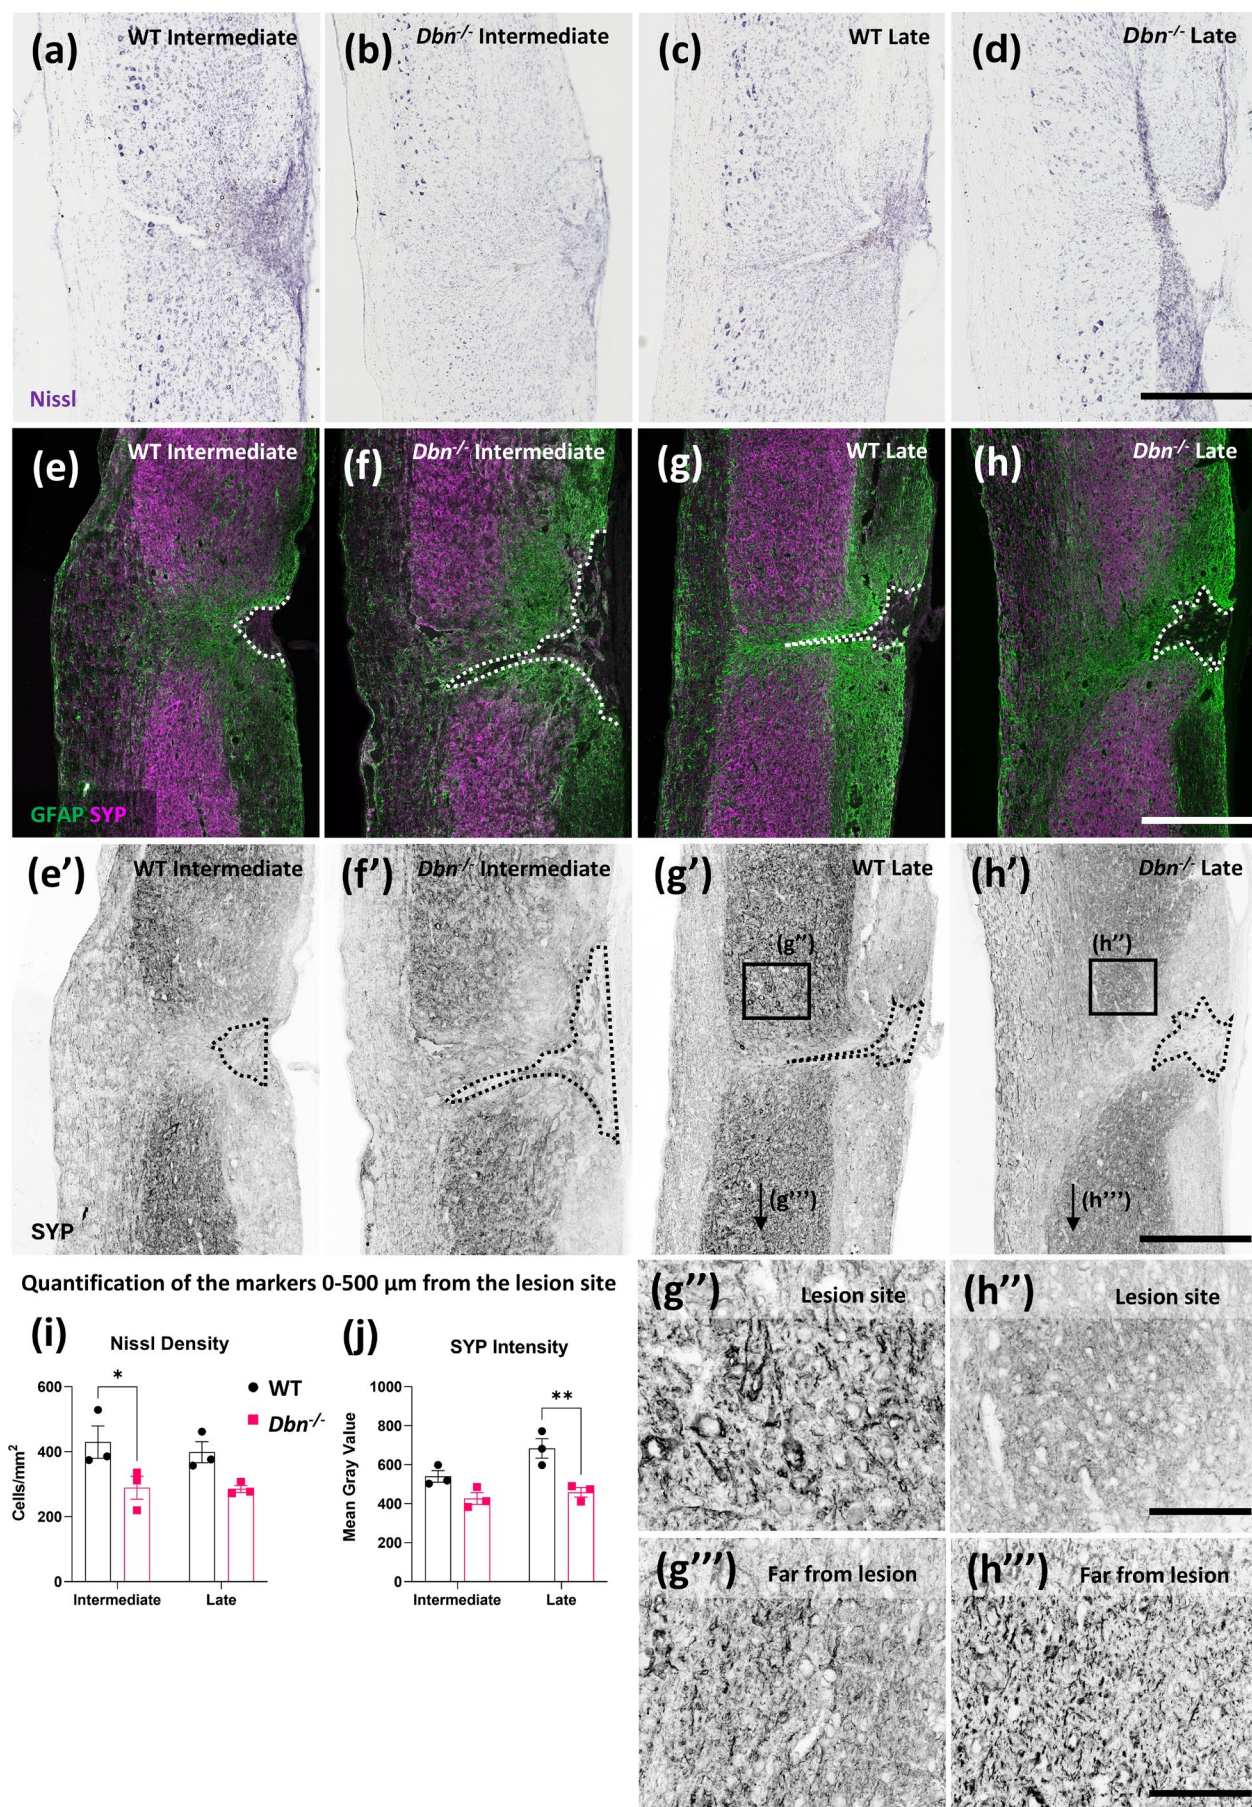 (a) WT Intermediate
(b) Dbn-/- Intermediate
(c) WT Late
(d) Dbn-/- Late
Nissl
(e) WT Intermediate
(f) Dbn-/- Intermediate
(g) WT Late
(h) Dbn-/- Late
GFAP SYP
(e’) WT Intermediate
(f’) Dbn-/- Intermediate
(g’) WT Late
(h’) Dbn-/- Late
(g’’)
(h’’)
(g’’’)
(h’’’)
SYP
Quantification of the markers 0-500 µm from the lesion site
(i)
Nissl Density
600
400
200
0
Cells/mm²
*
Intermediate
Late
WT
Dbn-/-
(j)
SYP Intensity
1000
800
600
400
200
0
Mean Gray Value
**
Intermediate
Late
(g’’) Lesion site
(h’’) Lesion site
(g’’’) Far from lesion
(h’’’) Far from lesion